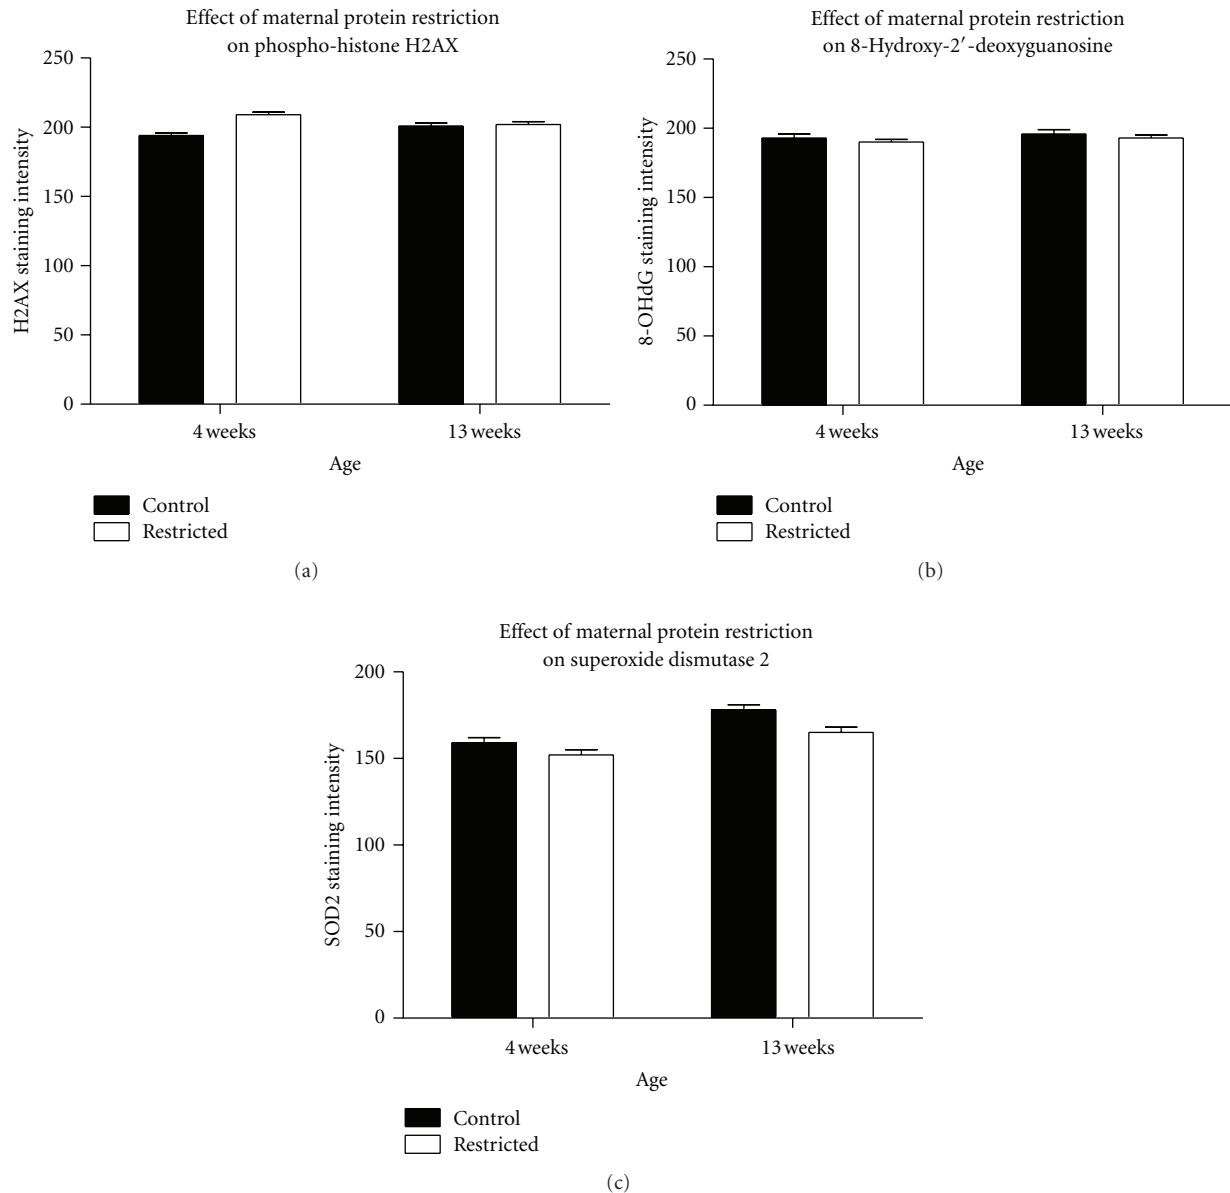 Effect of maternal protein restriction
on phospho-histone H2AX
250
200
150
100
50
0
H2AX staining intensity
4 weeks
13 weeks
Age
Control
Restricted
(a)
Effect of maternal protein restriction
on 8-Hydroxy-2′-deoxyguanosine
250
200
150
100
50
0
8-OHdG staining intensity
4 weeks
13 weeks
Age
Control
Restricted
(b)
Effect of maternal protein restriction
on superoxide dismutase 2
200
150
100
50
0
SOD2 staining intensity
4 weeks
13 weeks
Age
Control
Restricted
(c)